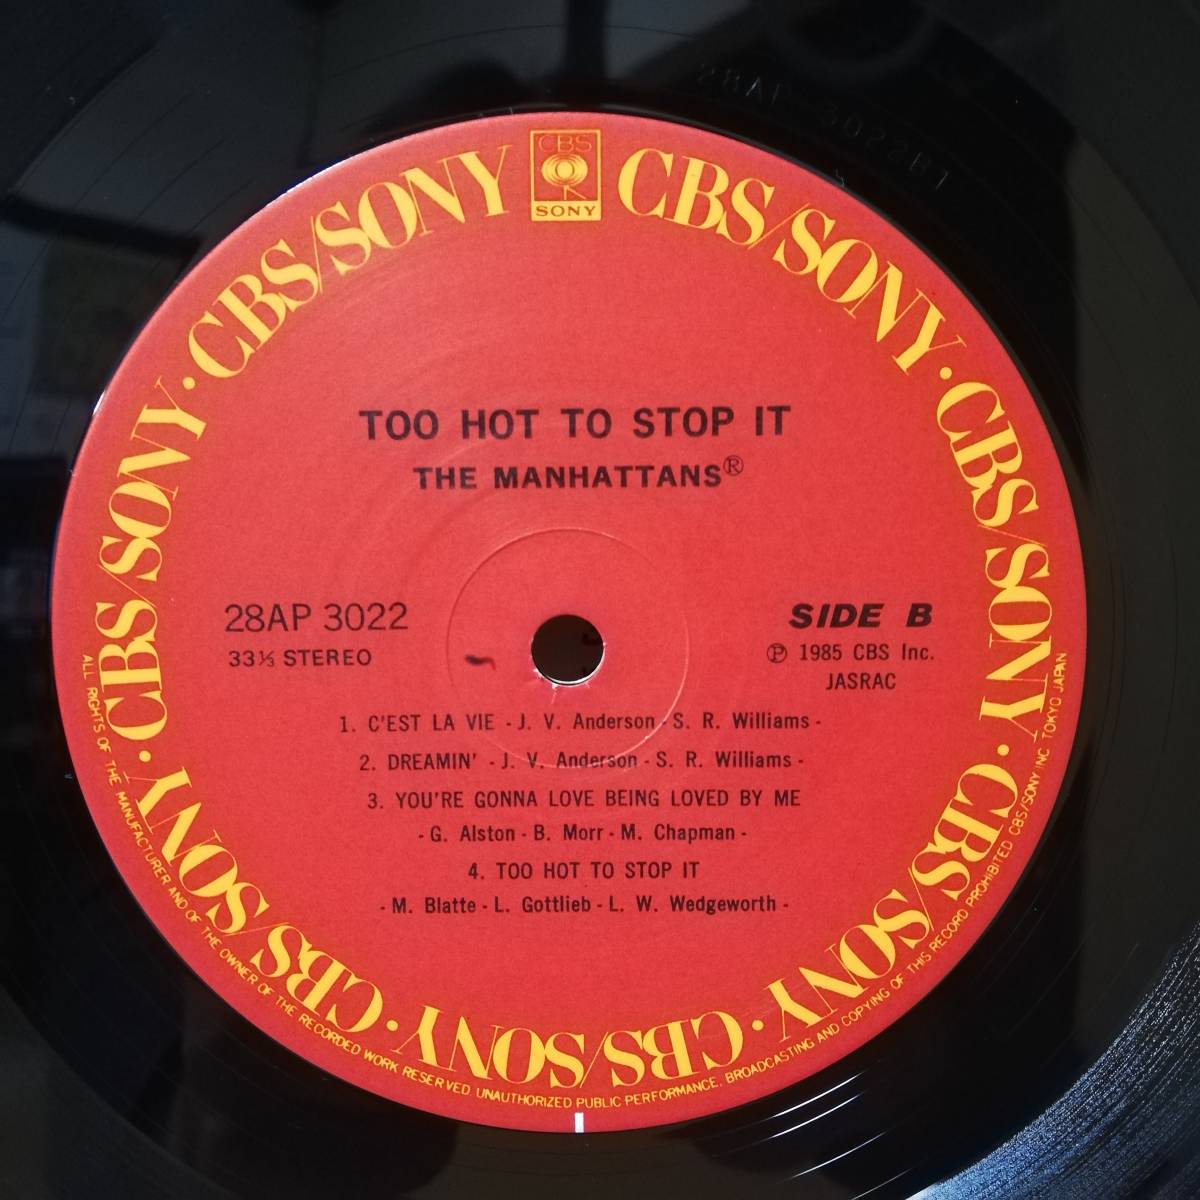 CBS
SONY
CBS/SONY · CBS/SONY · CBS/SONY · CBS/SONY · CBS/SONY · CBS/SONY · CBS/SONY · CBS/SONY
TOO HOT TO STOP IT
THE MANHATTANS®
28AP 3022
33⅓ STEREO
SIDE B
Ⓟ 1985 CBS Inc.
JASRAC
1. C'EST LA VIE - J. V. Anderson - S. R. Williams -
2. DREAMIN' - J. V. Anderson - S. R. Williams -
3. YOU'RE GONNA LOVE BEING LOVED BY ME
- G. Alston - B. Morr - M. Chapman -
4. TOO HOT TO STOP IT
- M. Blatte - L. Gottlieb - L. W. Wedgeworth -
ALL RIGHTS OF THE MANUFACTURER AND OF THE OWNER OF THE RECORDED WORK RESERVED. UNAUTHORIZED PUBLIC PERFORMANCE, BROADCASTING AND COPYING OF THIS RECORD PROHIBITED CBS/SONY INC. TOKYO JAPAN